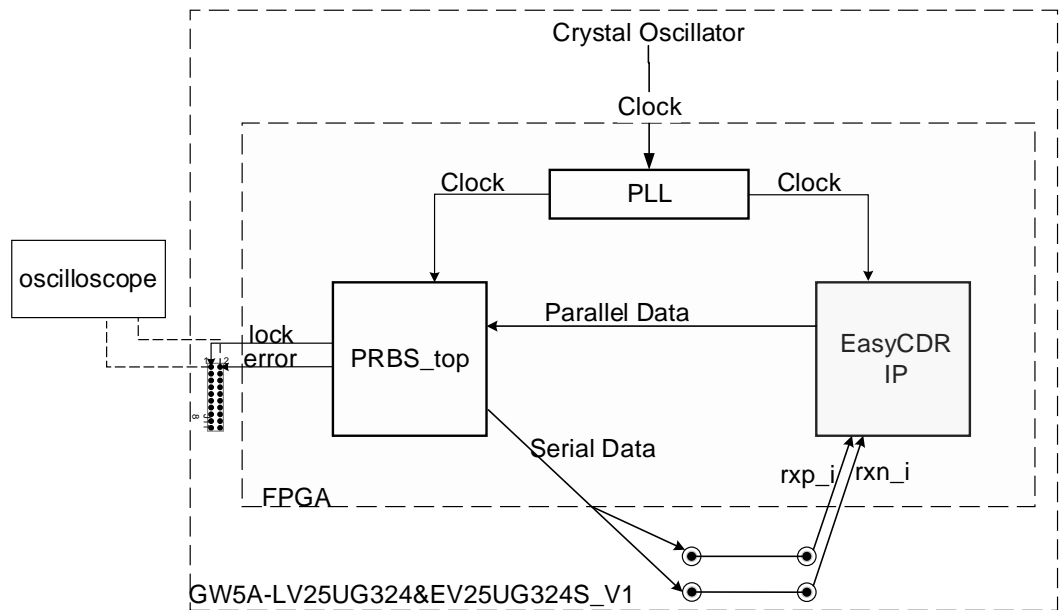 Crystal Oscillator
Clock
Clock
PLL
Clock
oscilloscope
lock
error
PRBS_top
Parallel Data
EasyCDR
IP
Serial Data
rxp_i
rxn_i
FPGA
GW5A-LV25UG324&EV25UG324S_V1